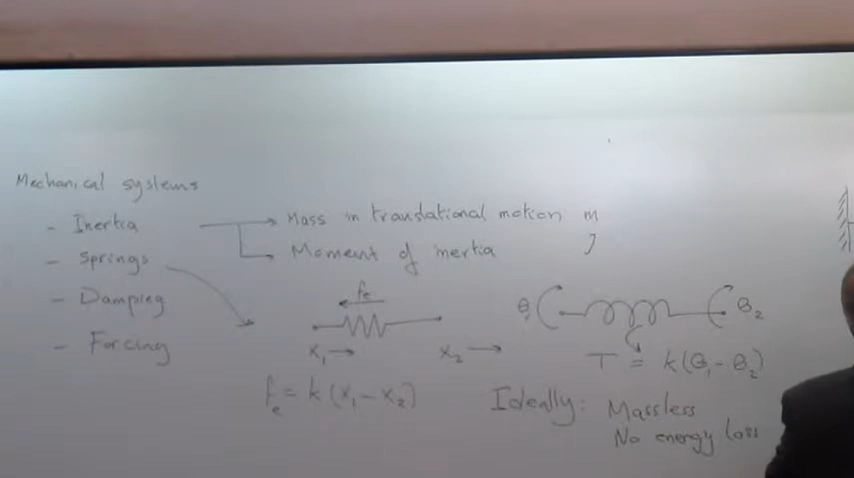 Mechanical systems
- Inertia
Mass in translational motion m
Moment of inertia J
- Springs
- Damping
- Forcing
fe
x₁
x₂
fe = k (x₁ - x₂)
θ₁
θ₂
T = k(θ₁ - θ₂)
Ideally: Massless
No energy loss